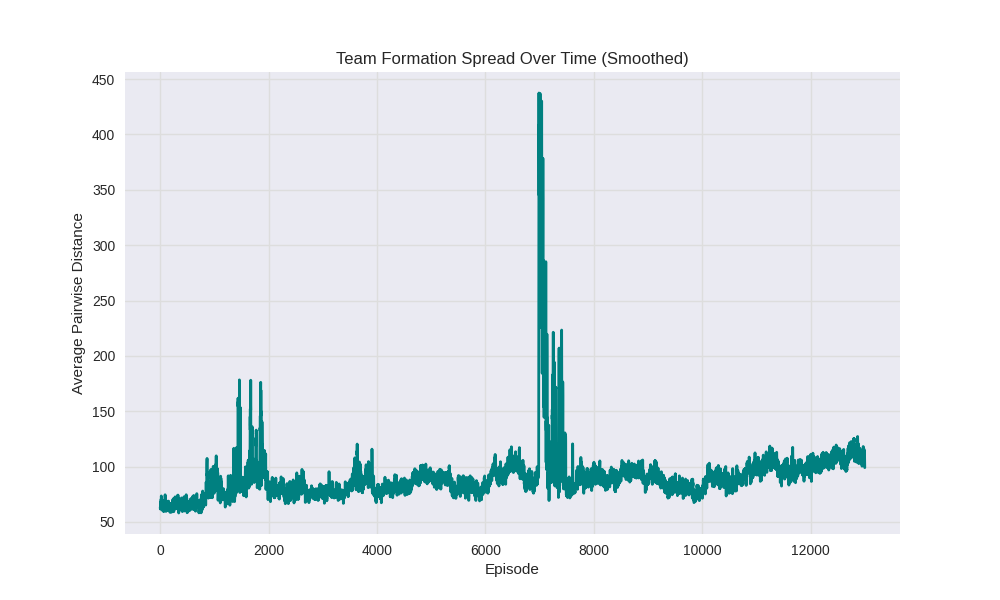 Team Formation Spread Over Time (Smoothed)
450
400
350
300
250
200
150
100
50
Average Pairwise Distance
0 2000 4000 6000 8000 10000 12000
Episode